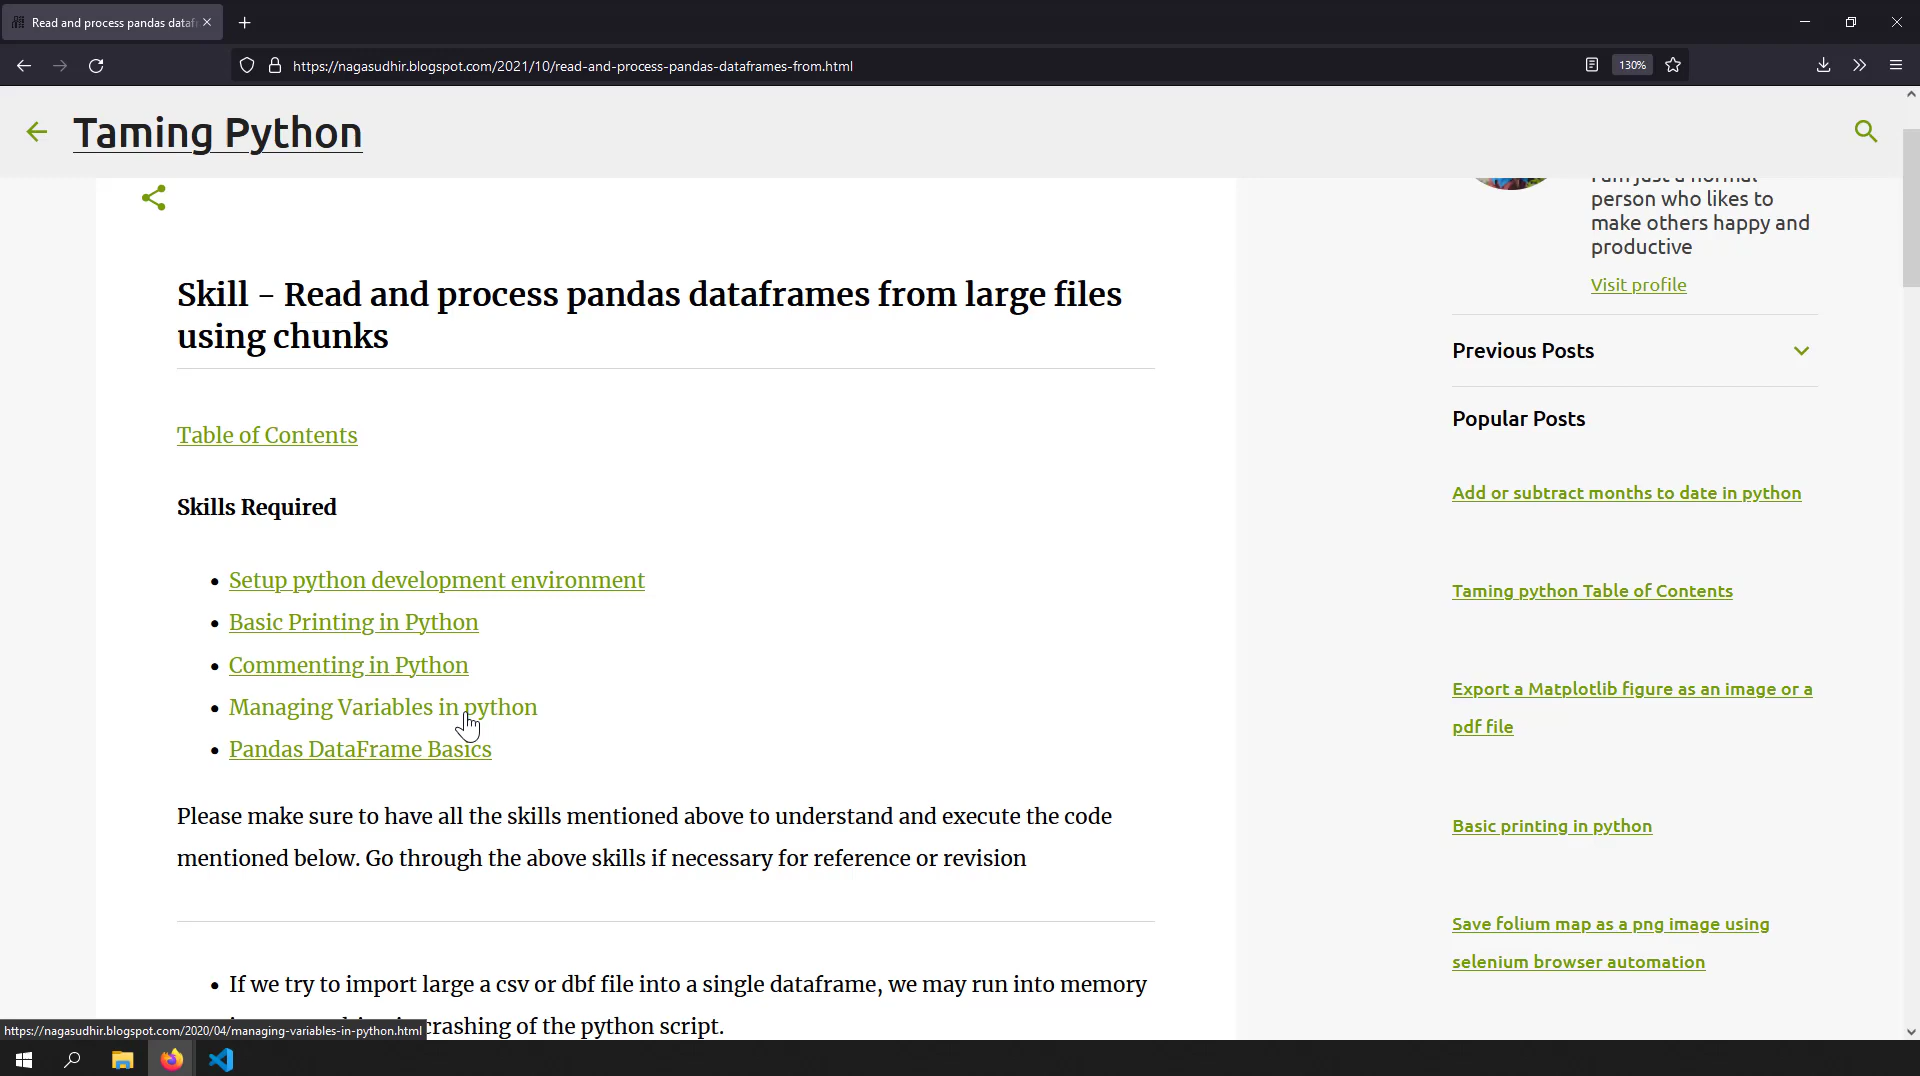 Read and process pandas dataf
https://nagasudhir.blogspot.com/2021/10/read-and-process-pandas-dataframes-from.html
130%
Taming Python
I am just a normal
person who likes to
make others happy and
productive
Visit profile
Skill - Read and process pandas dataframes from large files
using chunks
Table of Contents
Skills Required
Setup python development environment
Basic Printing in Python
Commenting in Python
Managing Variables in python
Pandas DataFrame Basics
Please make sure to have all the skills mentioned above to understand and execute the code
mentioned below. Go through the above skills if necessary for reference or revision
If we try to import large a csv or dbf file into a single dataframe, we may run into memory
crashing of the python script.
Previous Posts
Popular Posts
Add or subtract months to date in python
Taming python Table of Contents
Export a Matplotlib figure as an image or a
pdf file
Basic printing in python
Save folium map as a png image using
selenium browser automation
https://nagasudhir.blogspot.com/2020/04/managing-variables-in-python.html